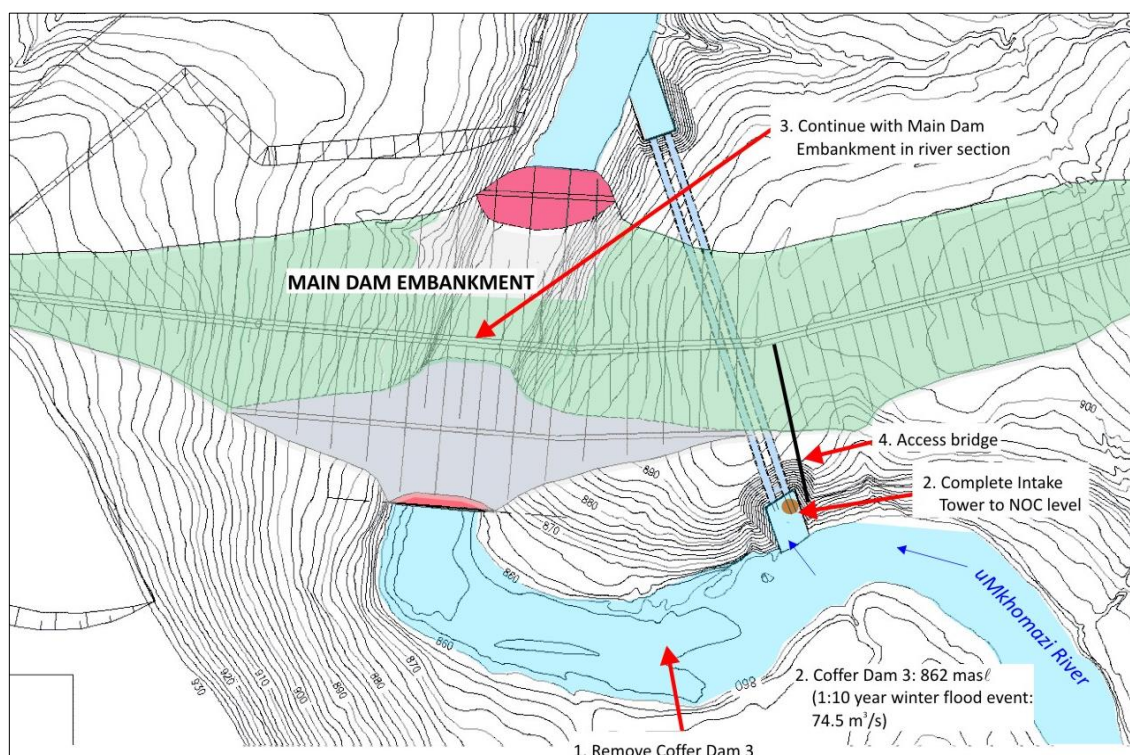 3. Continue with Main Dam
Embankment in river section
MAIN DAM EMBANKMENT
900
4. Access bridge
890
880
870
2. Complete Intake
Tower to NOC level
860
uMkhomazi River
860
870
880
890
900
910
920
930
860
2. Coffer Dam 3: 862 masℓ
(1:10 year winter flood event:
74.5 m³/s)
1. Remove Coffer Dam 3